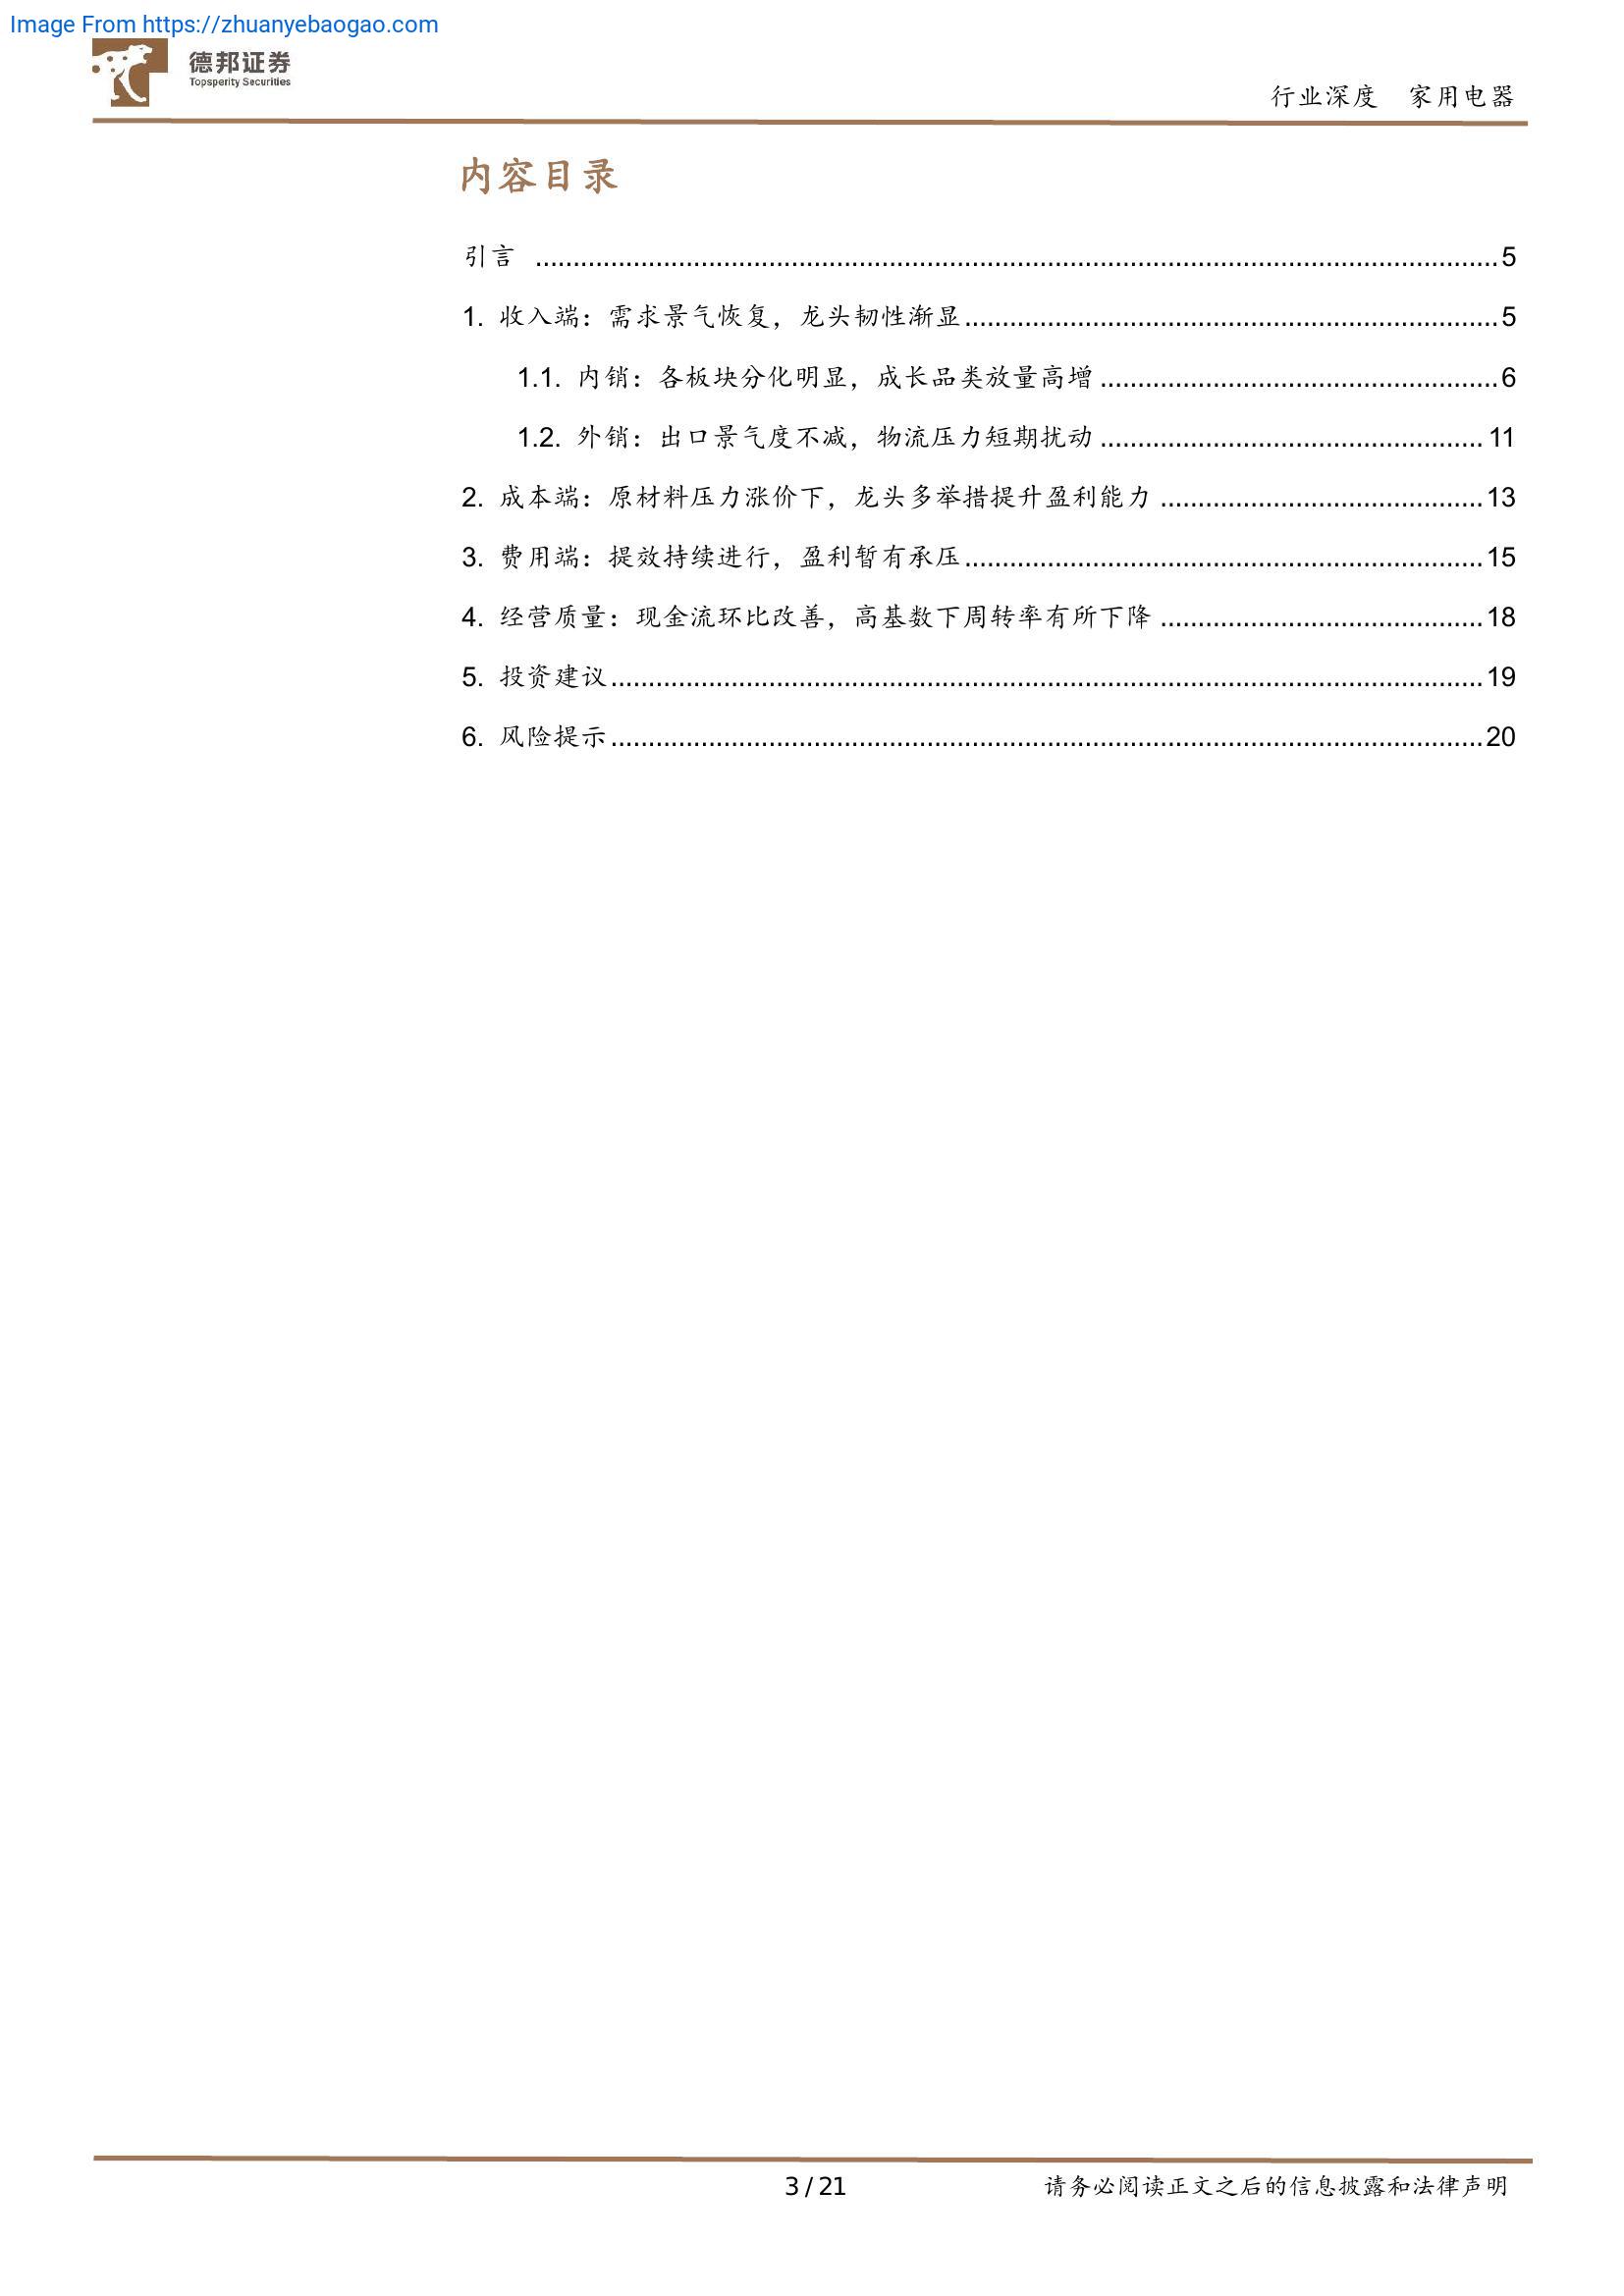 Image From https://zhuanyebaogao.com
德邦证券
Topsperity Securities
行业深度 家用电器
内容目录
引言 ........................................ 5
1. 收入端：需求景气恢复，龙头韧性渐显 ........................................ 5
1.1. 内销：各板块分化明显，成长品类放量高增 ........................................ 6
1.2. 外销：出口景气度不减，物流压力短期扰动 ........................................ 11
2. 成本端：原材料压力涨价下，龙头多举措提升盈利能力 ........................................ 13
3. 费用端：提效持续进行，盈利暂有承压 ........................................ 15
4. 经营质量：现金流环比改善，高基数下周转率有所下降 ........................................ 18
5. 投资建议 ........................................ 19
6. 风险提示 ........................................ 20
3 / 21 请务必阅读正文之后的信息披露和法律声明